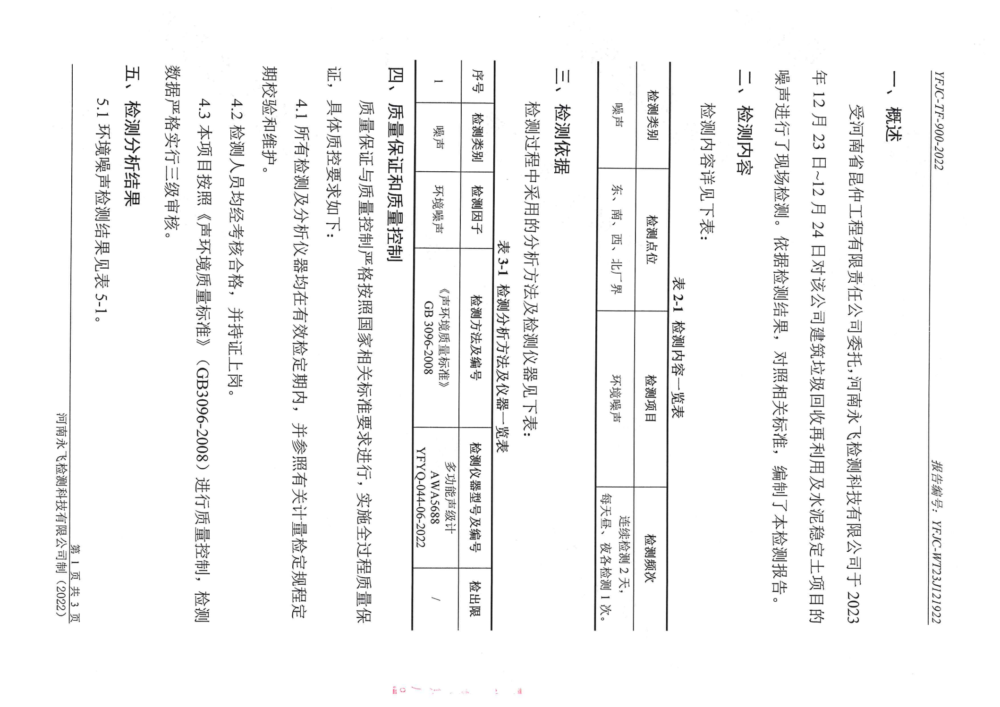 YFJC-TF-900-2022 报告编号：YFJC-WT23J121922
一、概述
受河南省昆仲工程有限责任公司委托,河南永飞检测科技有限公司于 2023
年 12 月 23 日~12 月 24 日对该公司建筑垃圾回收再利用及水泥稳定土项目的
噪声进行了现场检测。依据检测结果，对照相关标准，编制了本检测报告。
二、检测内容
检测内容详见下表：
表 2-1 检测内容一览表
检测类别 检测点位 检测项目 检测频次
噪声 东、南、西、北厂界 环境噪声 连续检测 2 天，
每天昼、夜各检测 1 次。
三、检测依据
检测过程中采用的分析方法及检测仪器见下表：
表 3-1 检测分析方法及仪器一览表
序号 检测类别 检测因子 检测方法及编号 检测仪器型号及编号 检出限
1 噪声 环境噪声 《声环境质量标准》
GB 3096-2008 多功能声级计
AWA5688
YFYQ-044-06-2022 /
四、质量保证和质量控制
质量保证与质量控制严格按照国家相关标准要求进行，实施全过程质量保
证，具体质控要求如下：
4.1 所有检测及分析仪器均在有效检定期内，并参照有关计量检定规程定
期校验和维护。
4.2 检测人员均经考核合格，并持证上岗。
4.3 本项目按照《声环境质量标准》（GB3096-2008）进行质量控制，检测
数据严格实行三级审核。
五、检测分析结果
5.1 环境噪声检测结果见表 5-1。
第 1 页 共 3 页
河南永飞检测科技有限公司制（2022）